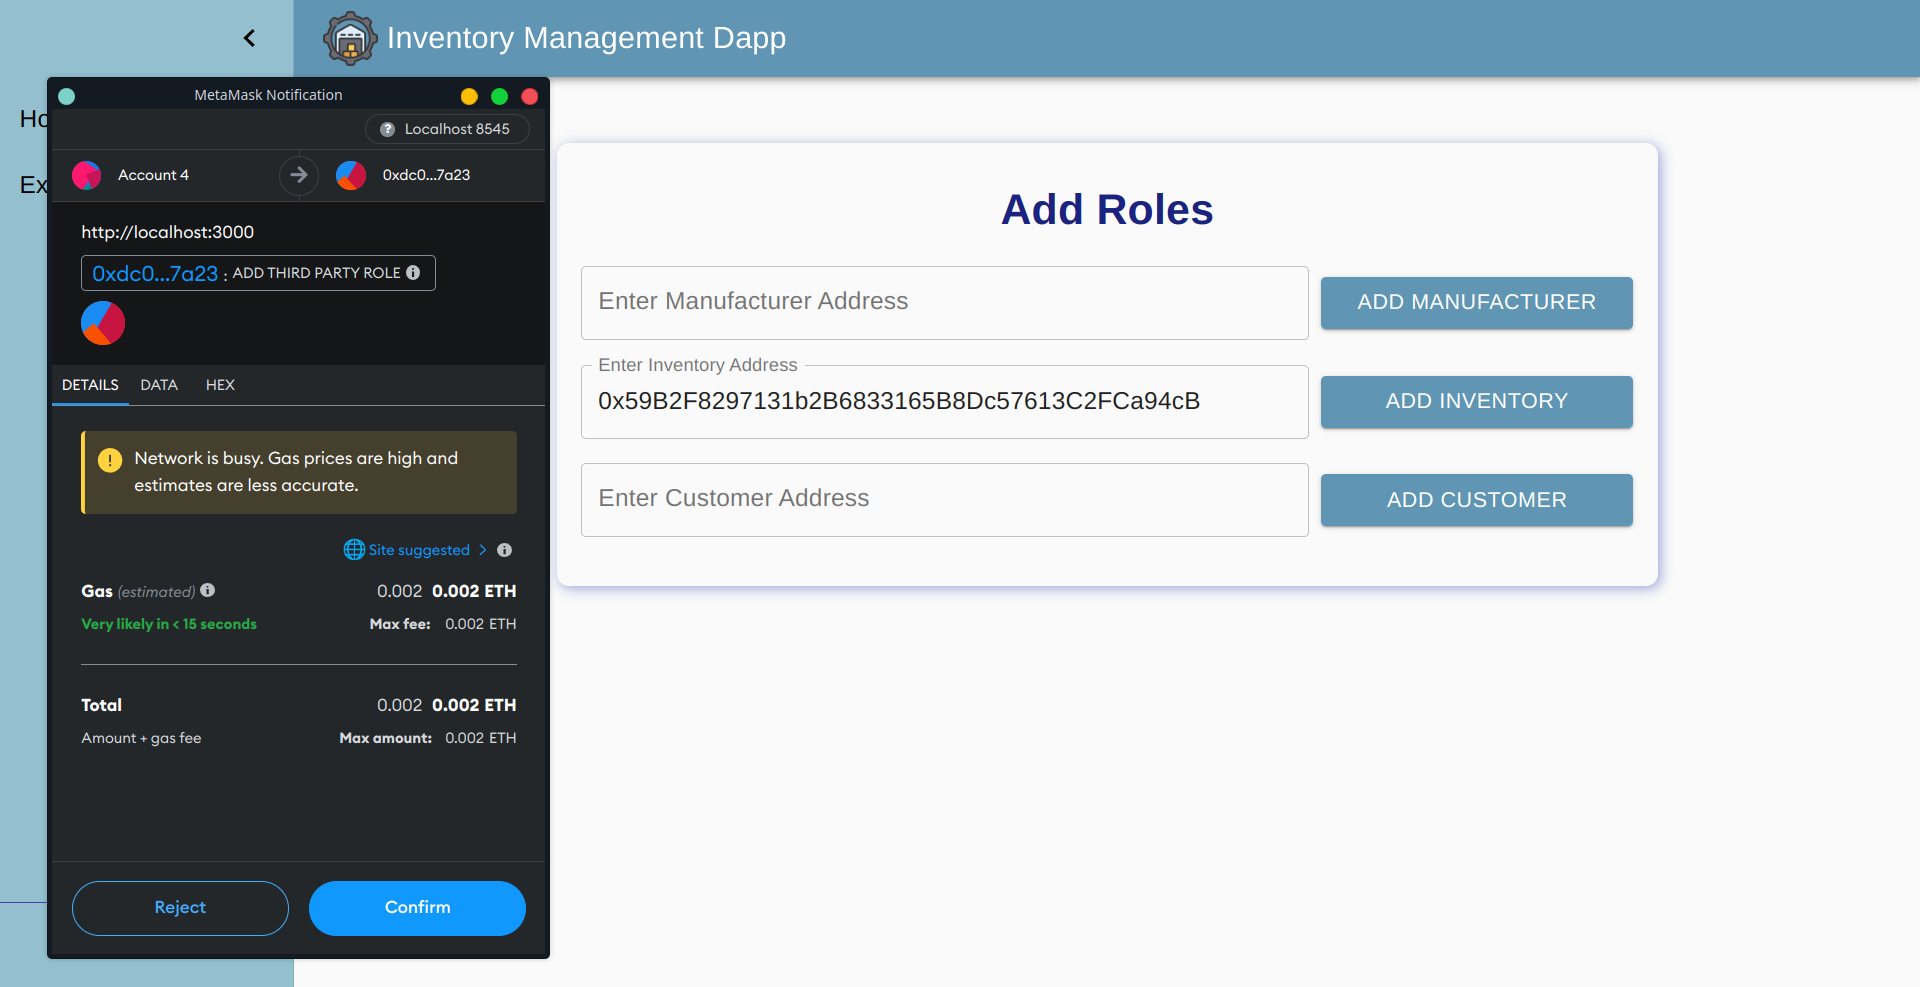 Inventory Management Dapp
Ho
Ex
MetaMask Notification
Localhost 8545
Account 4
0xdc0...7a23
http://localhost:3000
0xdc0...7a23 : ADD THIRD PARTY ROLE
DETAILS DATA HEX
Network is busy. Gas prices are high and
estimates are less accurate.
Site suggested
Gas (estimated) 0.002 0.002 ETH
Very likely in < 15 seconds Max fee: 0.002 ETH
Total 0.002 0.002 ETH
Amount + gas fee Max amount: 0.002 ETH
Reject Confirm
Add Roles
Enter Manufacturer Address
ADD MANUFACTURER
Enter Inventory Address
0x59B2F8297131b2B6833165B8Dc57613C2FCa94cB
ADD INVENTORY
Enter Customer Address
ADD CUSTOMER